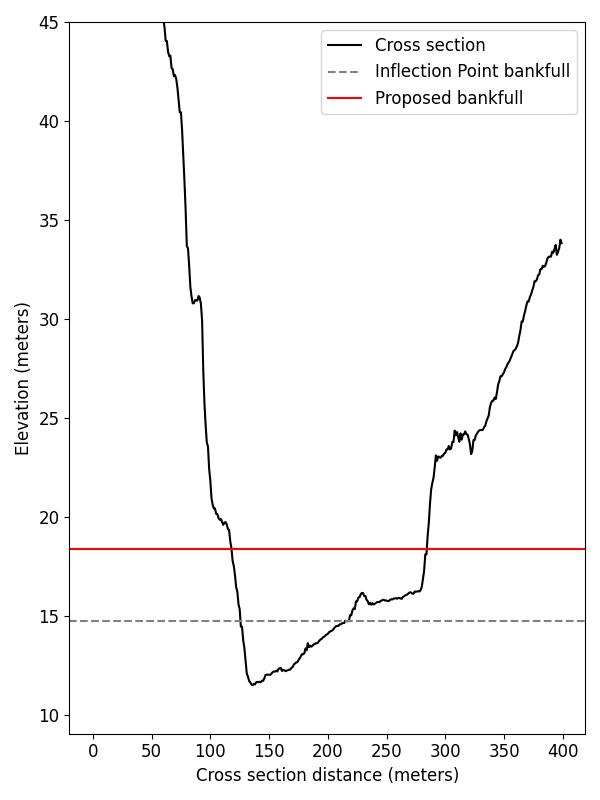 45
40
35
30
25
20
15
10
Elevation (meters)
Cross section
Inflection Point bankfull
Proposed bankfull
0 50 100 150 200 250 300 350 400
Cross section distance (meters)